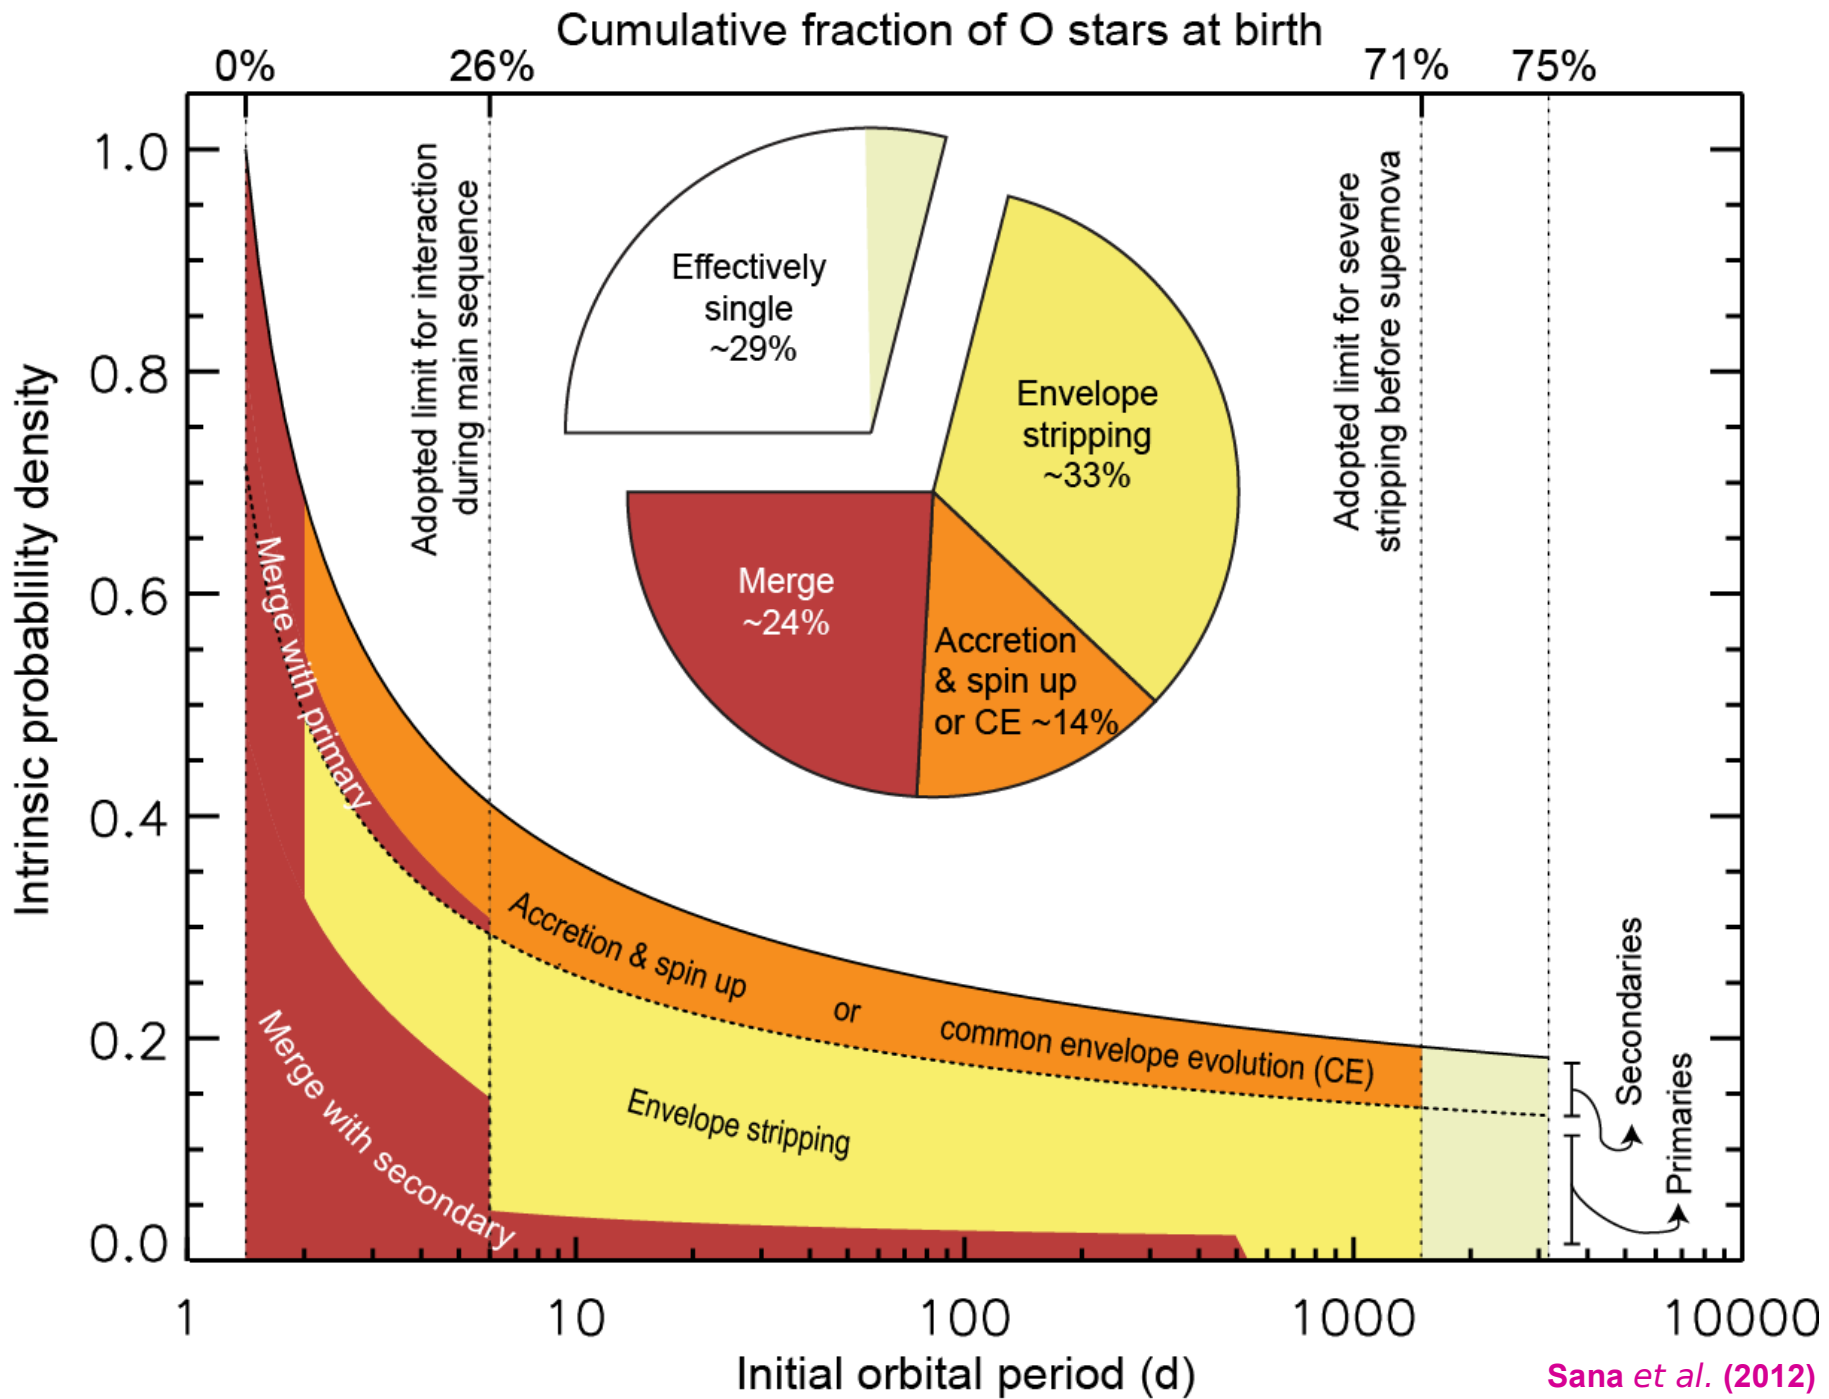 Cumulative fraction of O stars at birth
0% 26% 71% 75%
Intrinsic probability density
1.0
0.8
0.6
0.4
0.2
0.0
Adopted limit for interaction
during main sequence
Effectively
single
~29%
Envelope
stripping
~33%
Merge
~24%
Accretion
& spin up
or CE ~14%
Adopted limit for severe
stripping before supernova
Merge with primary
Merge with secondary
Accretion & spin up or common envelope evolution (CE)
Envelope stripping
Secondaries
Primaries
1 10 100 1000 10000
Initial orbital period (d)
Sana et al. (2012)